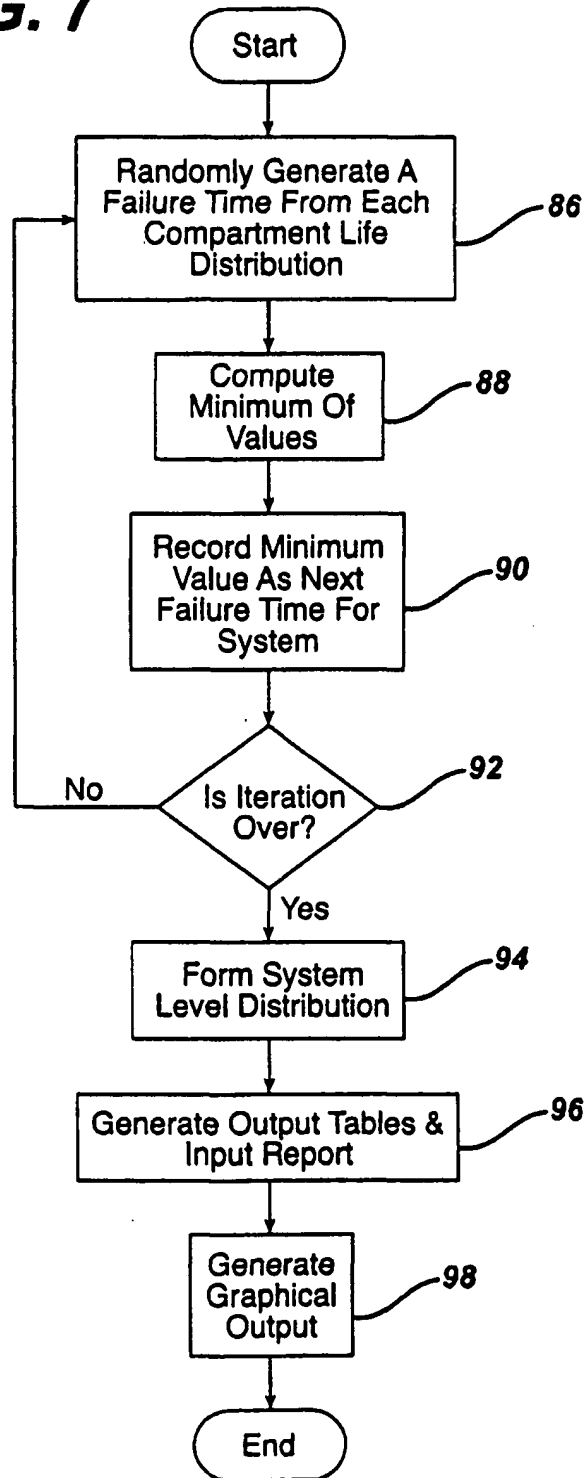 G. 7
Start
Randomly Generate A
Failure Time From Each
Compartment Life
Distribution
86
Compute
Minimum Of
Values
88
Record Minimum
Value As Next
Failure Time For
System
90
Is Iteration
Over?
92
No
Yes
Form System
Level Distribution
94
Generate Output Tables &
Input Report
96
Generate
Graphical
Output
98
End